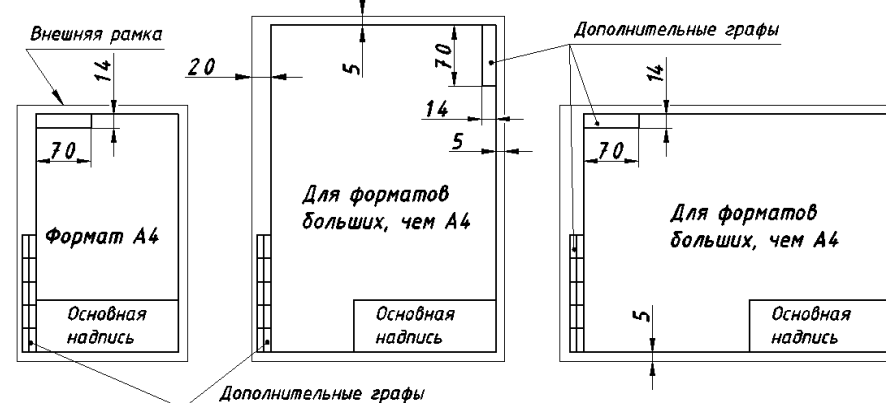 Внешняя рамка
14
70
Формат А4
Основная
надпись
20
5
70
14
5
Для форматов
больших, чем А4
Основная
надпись
Дополнительные графы
Дополнительные графы
14
70
Для форматов
больших, чем А4
5
Основная
надпись